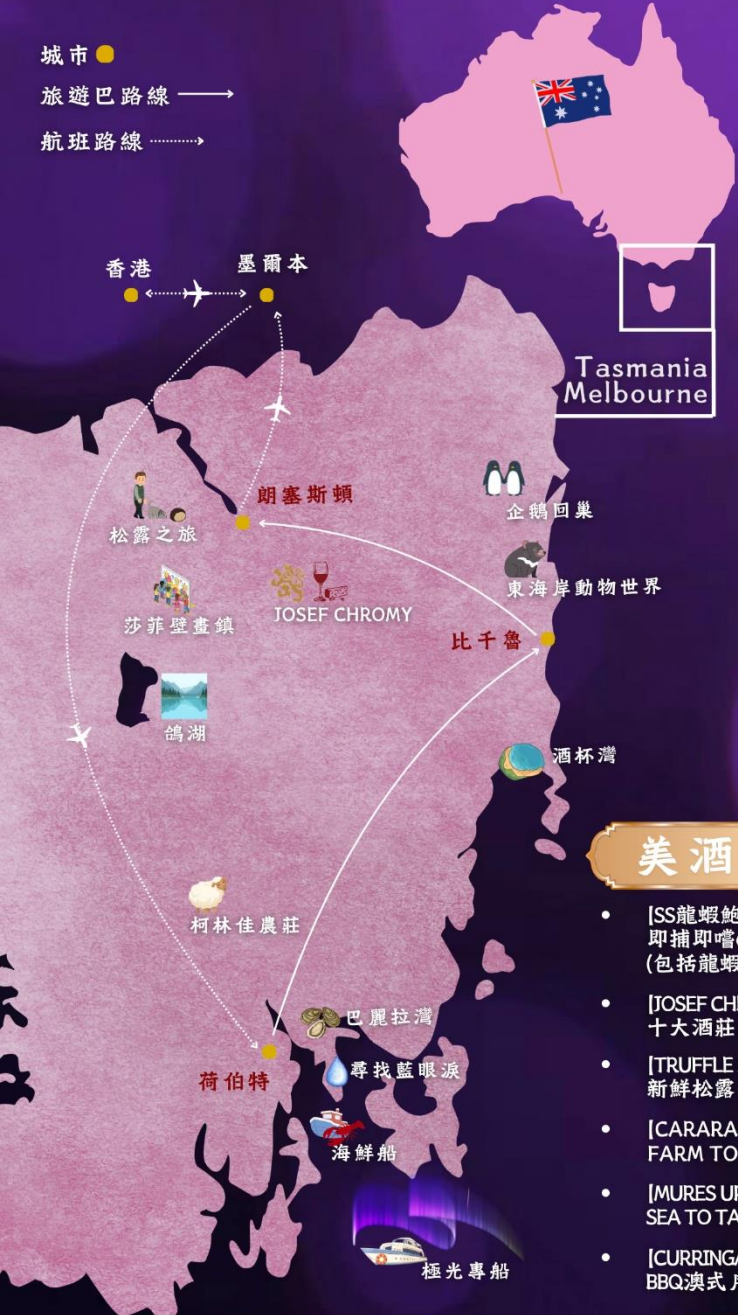 城市
旅遊巴路線
航班路線
香港
墨爾本
Tasmania
Melbourne
朗塞斯頓
企鵝回巢
松露之旅
東海岸動物世界
JOSEF CHROMY
莎菲壁畫鎮
比千魯
鴿湖
酒杯灣
柯林佳農莊
巴麗拉灣
尋找藍眼淚
荷伯特
海鮮船
極光專船
美酒
• [SS龍蝦鮑
即捕即嚐
(包括龍蝦
• [JOSEF CH
十大酒莊
• [TRUFFLE
新鮮松露
• [CARARA
FARM TO
• [MURES UP
SEA TO TA
• [CURRINGA
BBQ澳式